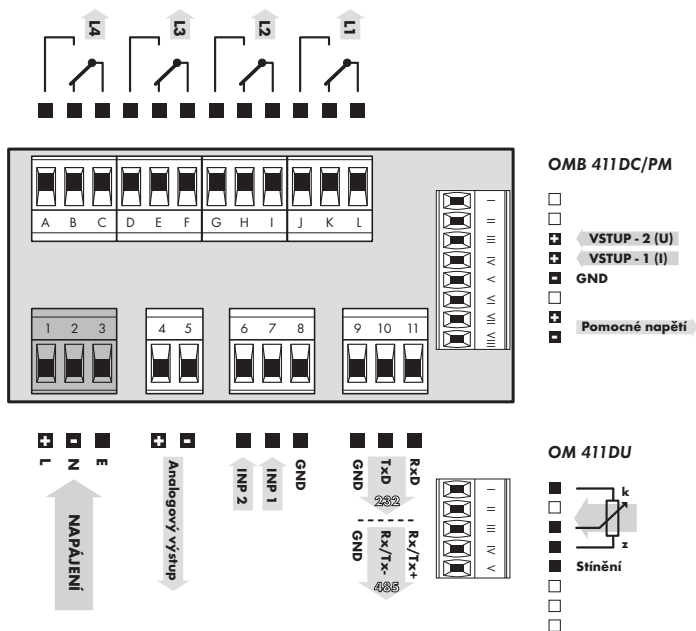 L4 L3 L2 L1
OMB 411DC/PM
A B C D E F G H I J K L
I
II
III
IV
V
VI
VII
VIII
VSTUP - 2 (U)
VSTUP - 1 (I)
GND
Pomocné napětí
1 2 3 4 5 6 7 8 9 10 11
+ - + -
L N E
NAPÁJENÍ
Analogový výstup
INP 2
INP 1
GND
GND TxD RxD
232
GND Rx/Tx- Rx/Tx+
485
I
II
III
IV
V
OM 411DU
k
z
Stínění